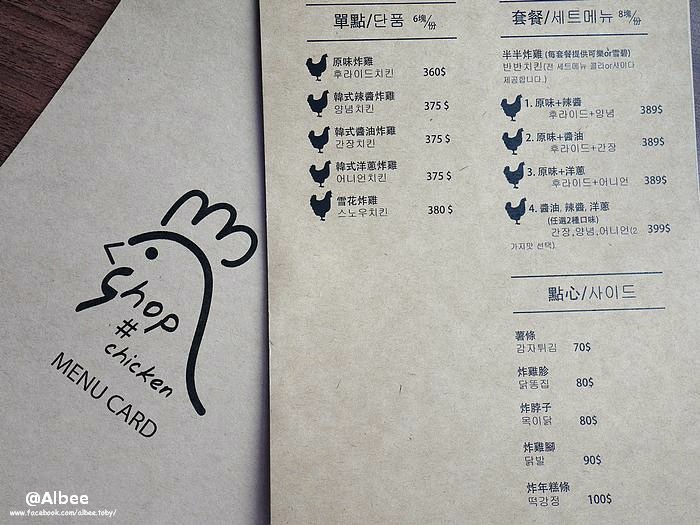 Shop
#
chicken
MENU CARD
@Albee
www.facebook.com/albee.toby/
單點/단품 6塊/份
原味炸雞
후라이드치킨 360$
韓式辣醬炸雞
양념치킨 375$
韓式醬油炸雞
간장치킨 375$
韓式洋蔥炸雞
어니언치킨 375$
雪花炸雞
스노우치킨 380$
套餐/세트메뉴 8塊/份
半半炸雞 (每套餐提供可樂or雪碧)
반반치킨(전 세트메뉴 콜라or사이다
제공합니다.)
1. 原味+辣醬
후라이드+양념 389$
2. 原味+醬油
후라이드+간장 389$
3. 原味+洋蔥
후라이드+어니언 389$
4. 醬油, 辣醬, 洋蔥
(任選2種口味)
간장,양념,어니언(2 399$
가지맛 선택)
點心/사이드
薯條
감자튀김 70$
炸雞胗
닭똥집 80$
炸脖子
목이닭 80$
炸雞腳
닭발 90$
炸年糕條
떡강정 100$